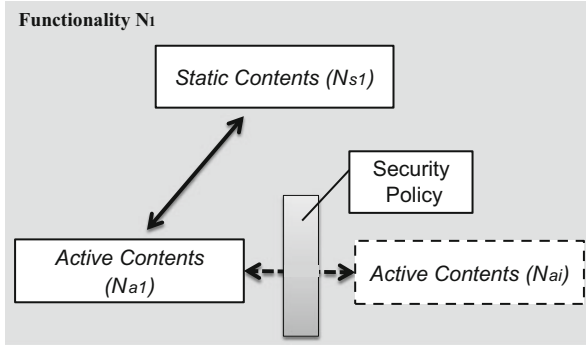 Functionality N1
Static Contents (Ns1)
Security
Policy
Active Contents
(Na1)
Active Contents (Nai)